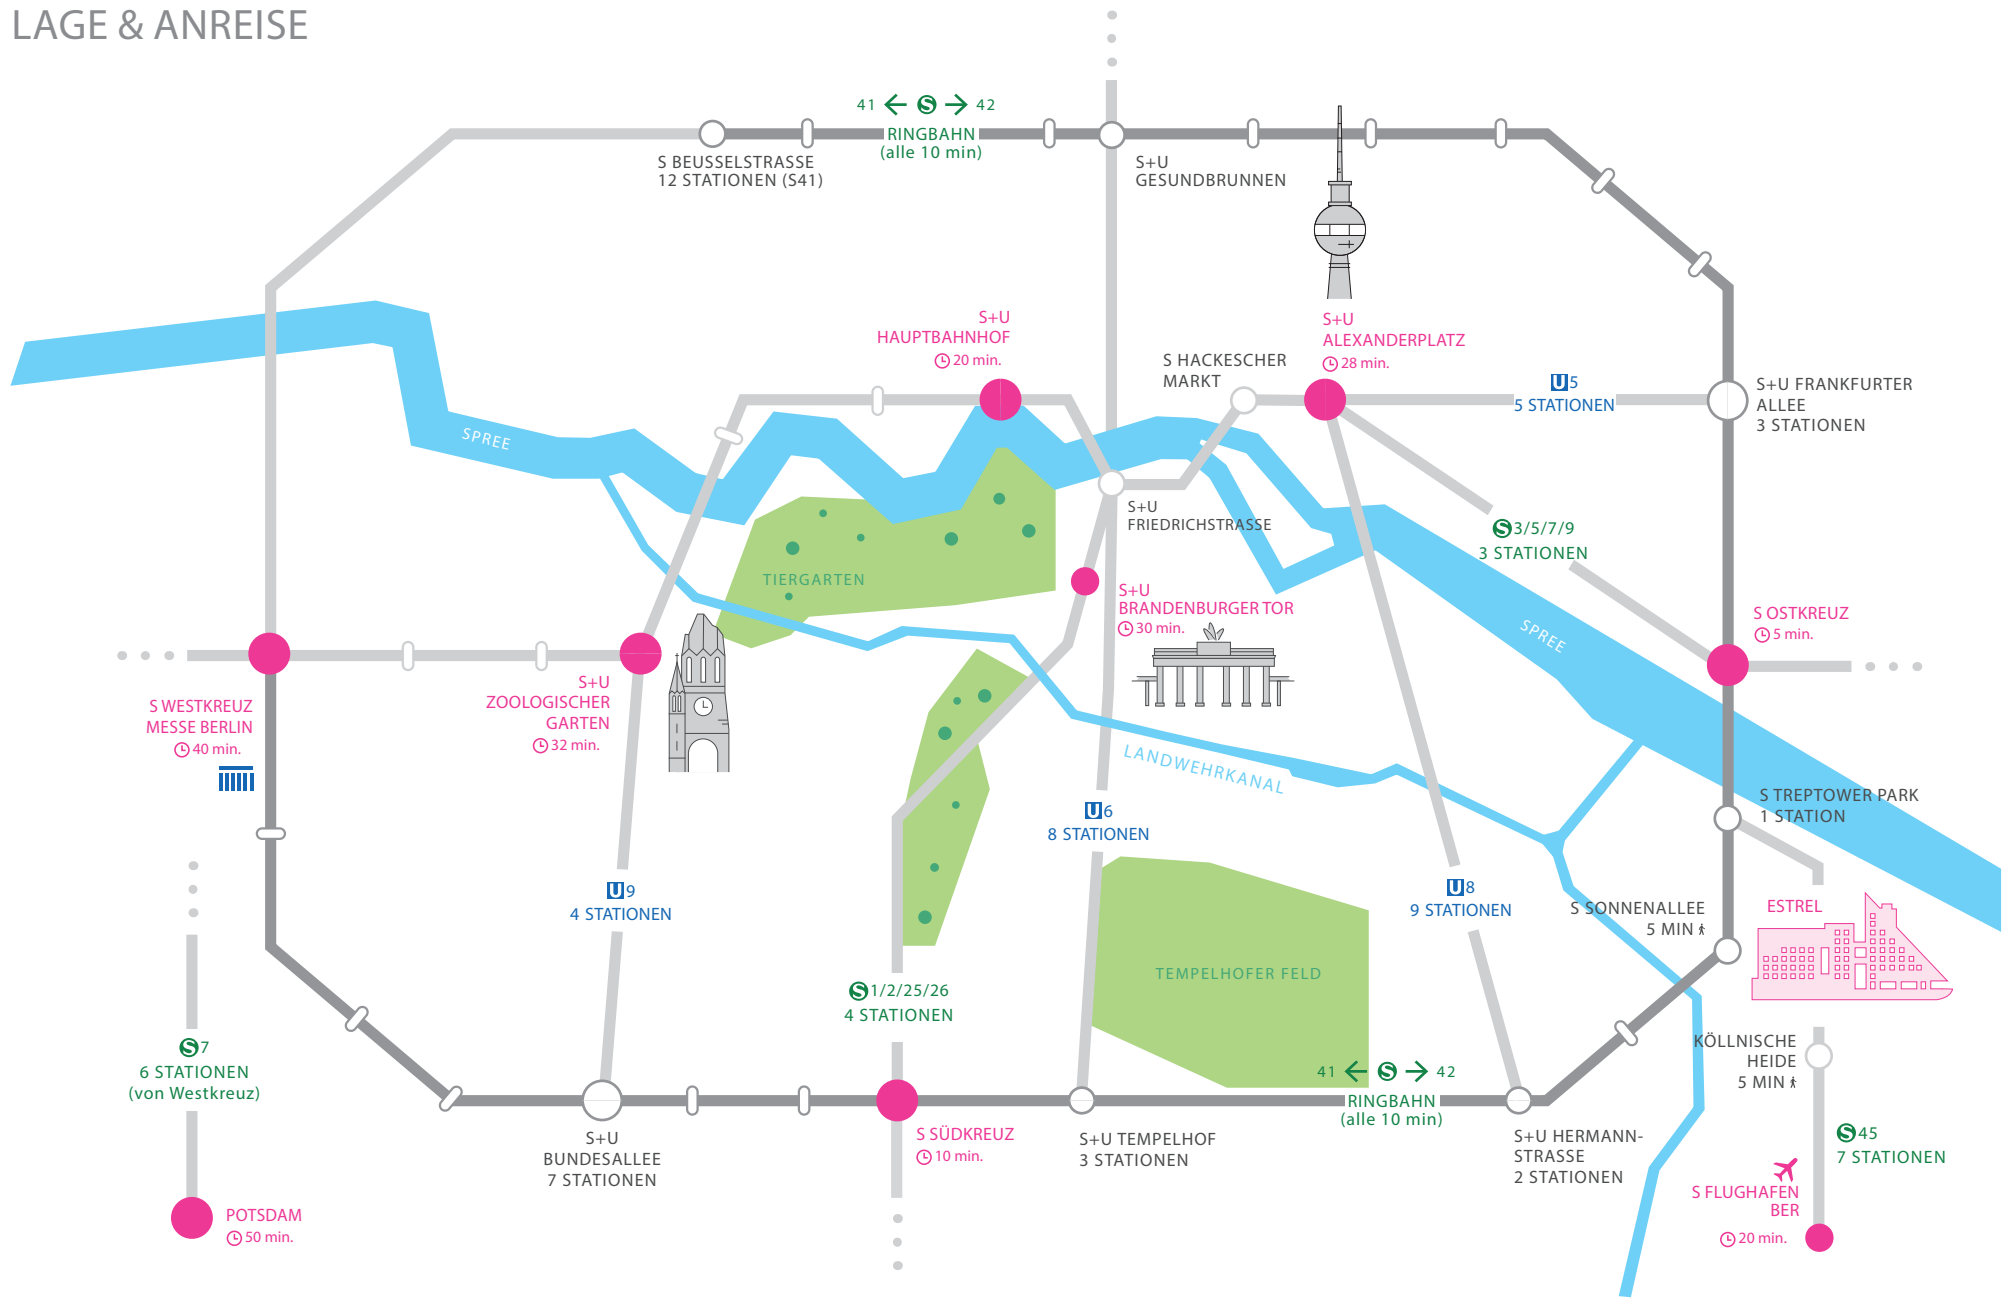 LAGE & ANREISE
41 S 42
RINGBAHN
(alle 10 min)
S BEUSSELSTRASSE
12 STATIONEN (S41)
S+U
GESUNDBRUNNEN
S+U
HAUPTBAHNHOF
20 min.
S+U
ALEXANDERPLATZ
28 min.
S HACKESCHER
MARKT
U5
5 STATIONEN
S+U FRANKFURTER
ALLEE
3 STATIONEN
SPREE
S+U
FRIEDRICHSTRASSE
S3/5/7/9
3 STATIONEN
TIERGARTEN
S+U
BRANDENBURGER TOR
30 min.
SPREE
S OSTKREUZ
5 min.
S WESTKREUZ
MESSE BERLIN
40 min.
S+U
ZOOLOGISCHER
GARTEN
32 min.
LANDWEHRKANAL
S TREPTOWER PARK
1 STATION
U6
8 STATIONEN
U9
4 STATIONEN
U8
9 STATIONEN
S SONNENALLEE
5 MIN
ESTREL
TEMPELHOFER FELD
S1/2/25/26
4 STATIONEN
S7
6 STATIONEN
(von Westkreuz)
KÖLLNISCHE
HEIDE
5 MIN
41 S 42
RINGBAHN
(alle 10 min)
S+U
BUNDESALLEE
7 STATIONEN
S SÜDKREUZ
10 min.
S+U TEMPELHOF
3 STATIONEN
S+U HERMANN-
STRASSE
2 STATIONEN
S45
7 STATIONEN
S FLUGHAFEN
BER
20 min.
POTSDAM
50 min.